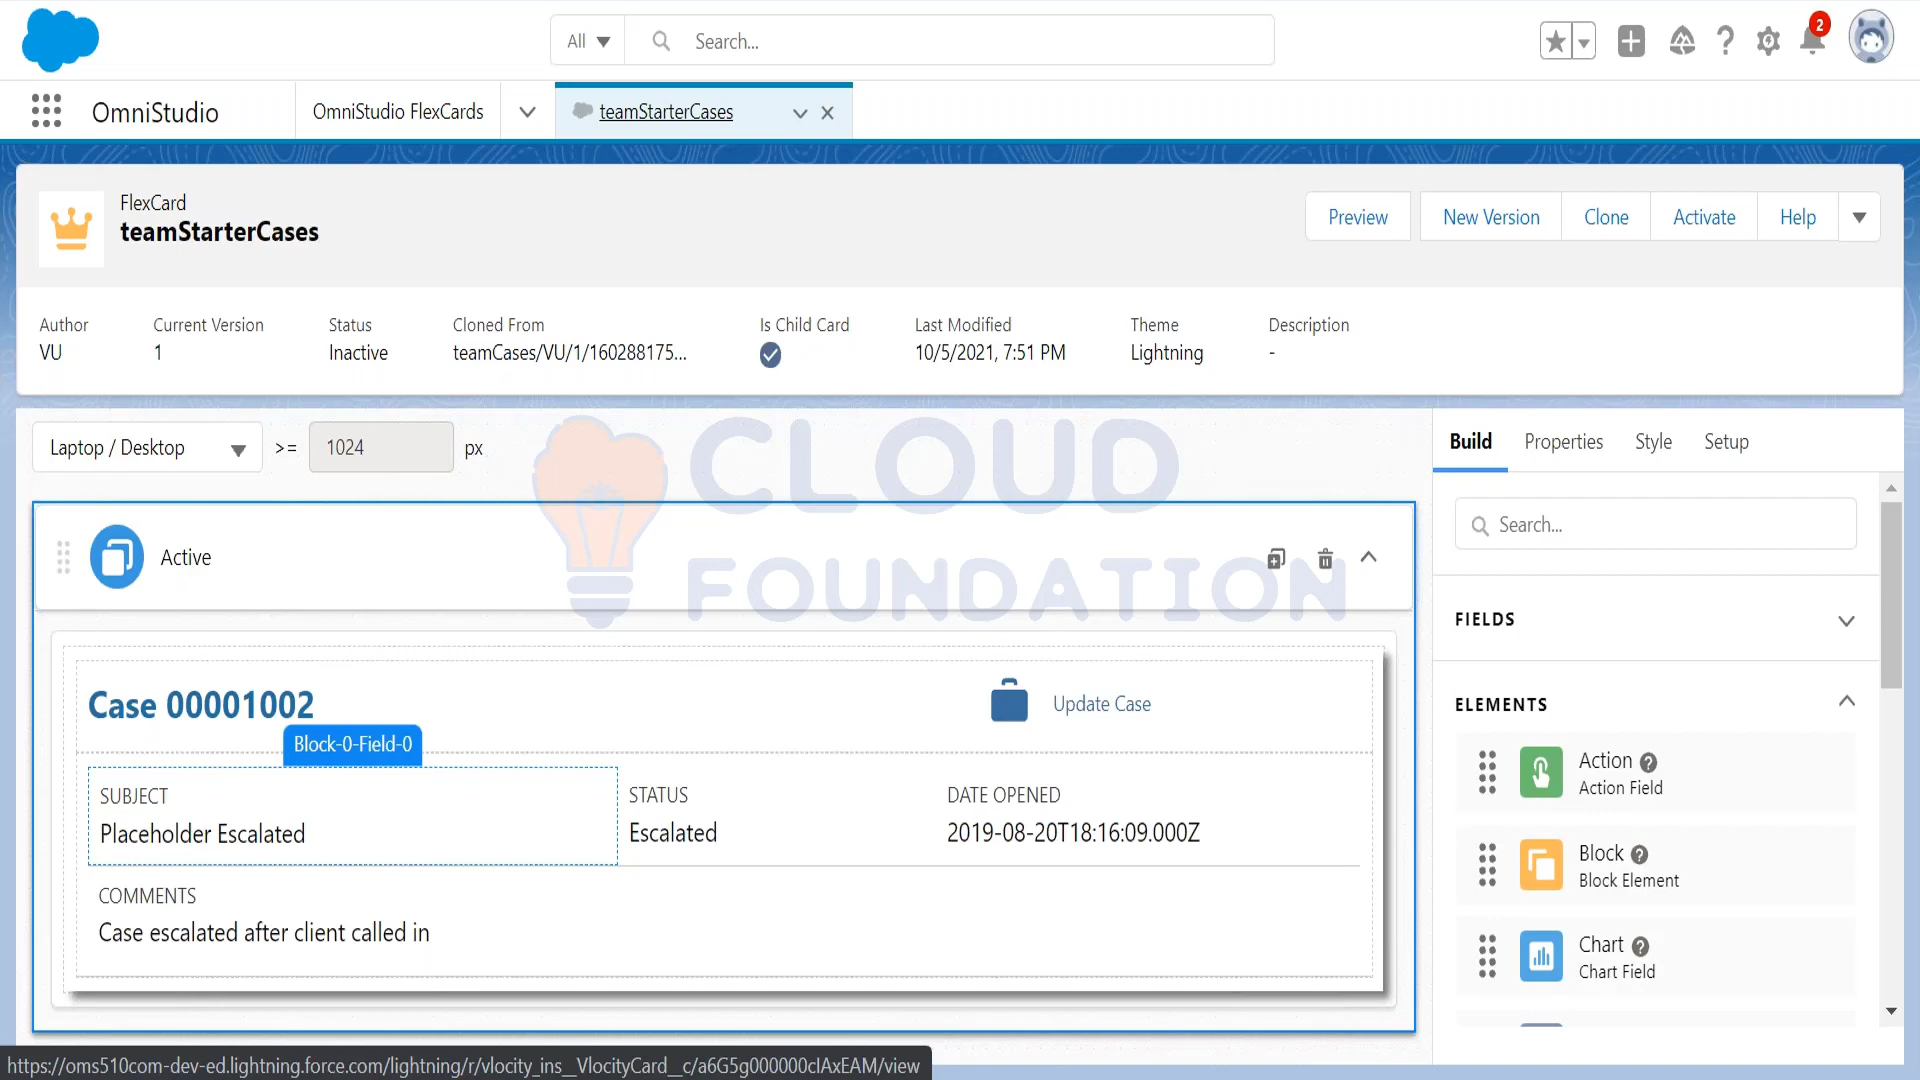 All
Search...
2
OmniStudio
OmniStudio FlexCards
teamStarterCases
FlexCard
teamStarterCases
Preview
New Version
Clone
Activate
Help
Author
VU
Current Version
1
Status
Inactive
Cloned From
teamCases/VU/1/160288175...
Is Child Card
Last Modified
10/5/2021, 7:51 PM
Theme
Lightning
Description
-
Laptop / Desktop
>=
1024
px
CLOUD
FOUNDATION
Build
Properties
Style
Setup
Search...
Active
FIELDS
ELEMENTS
Case 00001002
Update Case
Block-0-Field-0
SUBJECT
Placeholder Escalated
STATUS
Escalated
DATE OPENED
2019-08-20T18:16:09.000Z
COMMENTS
Case escalated after client called in
Action
Action Field
Block
Block Element
Chart
Chart Field
https://oms510com-dev-ed.lightning.force.com/lightning/r/vlocity_ins__VlocityCard__c/a6G5g000000clAxEAM/view